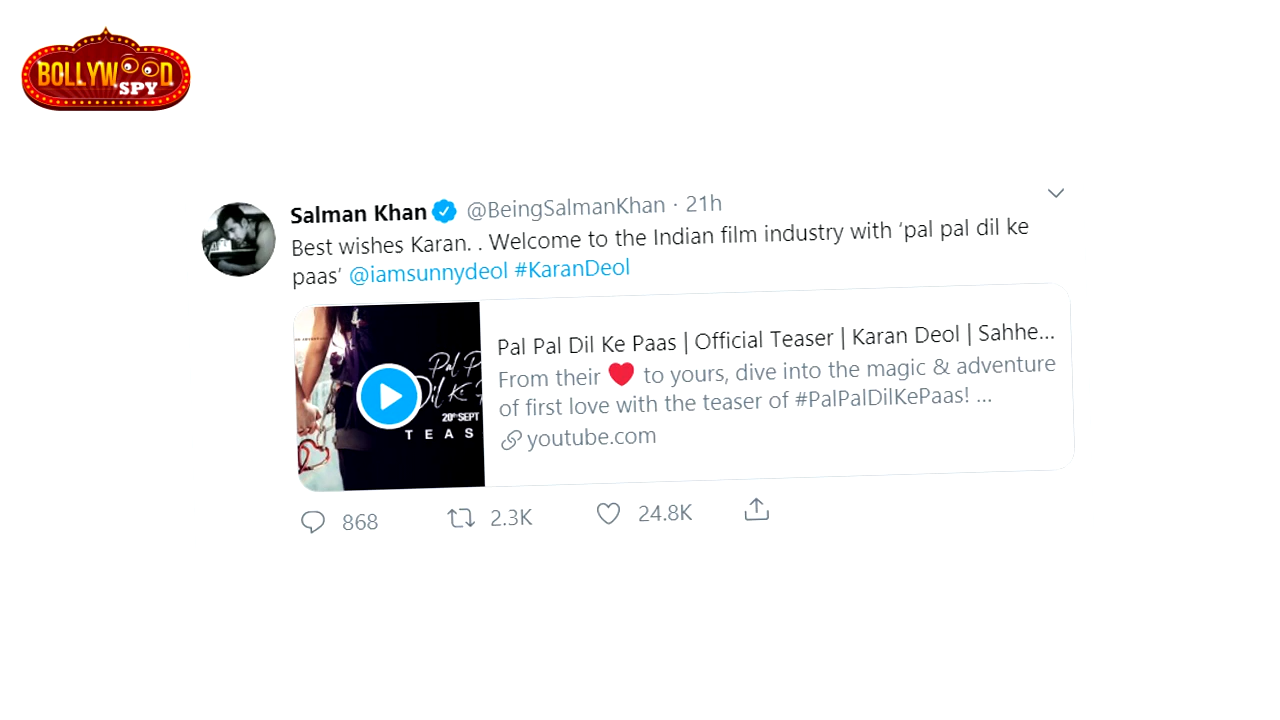 BOLLYWOOD
SPY
Salman Khan @BeingSalmanKhan · 21h
Best wishes Karan. . Welcome to the Indian film industry with ‘pal pal dil ke
paas’ @iamsunnydeol #KaranDeol
Pal P
Dil Ke
20th SEPT
TEAS
Pal Pal Dil Ke Paas | Official Teaser | Karan Deol | Sahhe...
From their ❤ to yours, dive into the magic & adventure
of first love with the teaser of #PalPalDilKePaas! ...
youtube.com
868 2.3K 24.8K